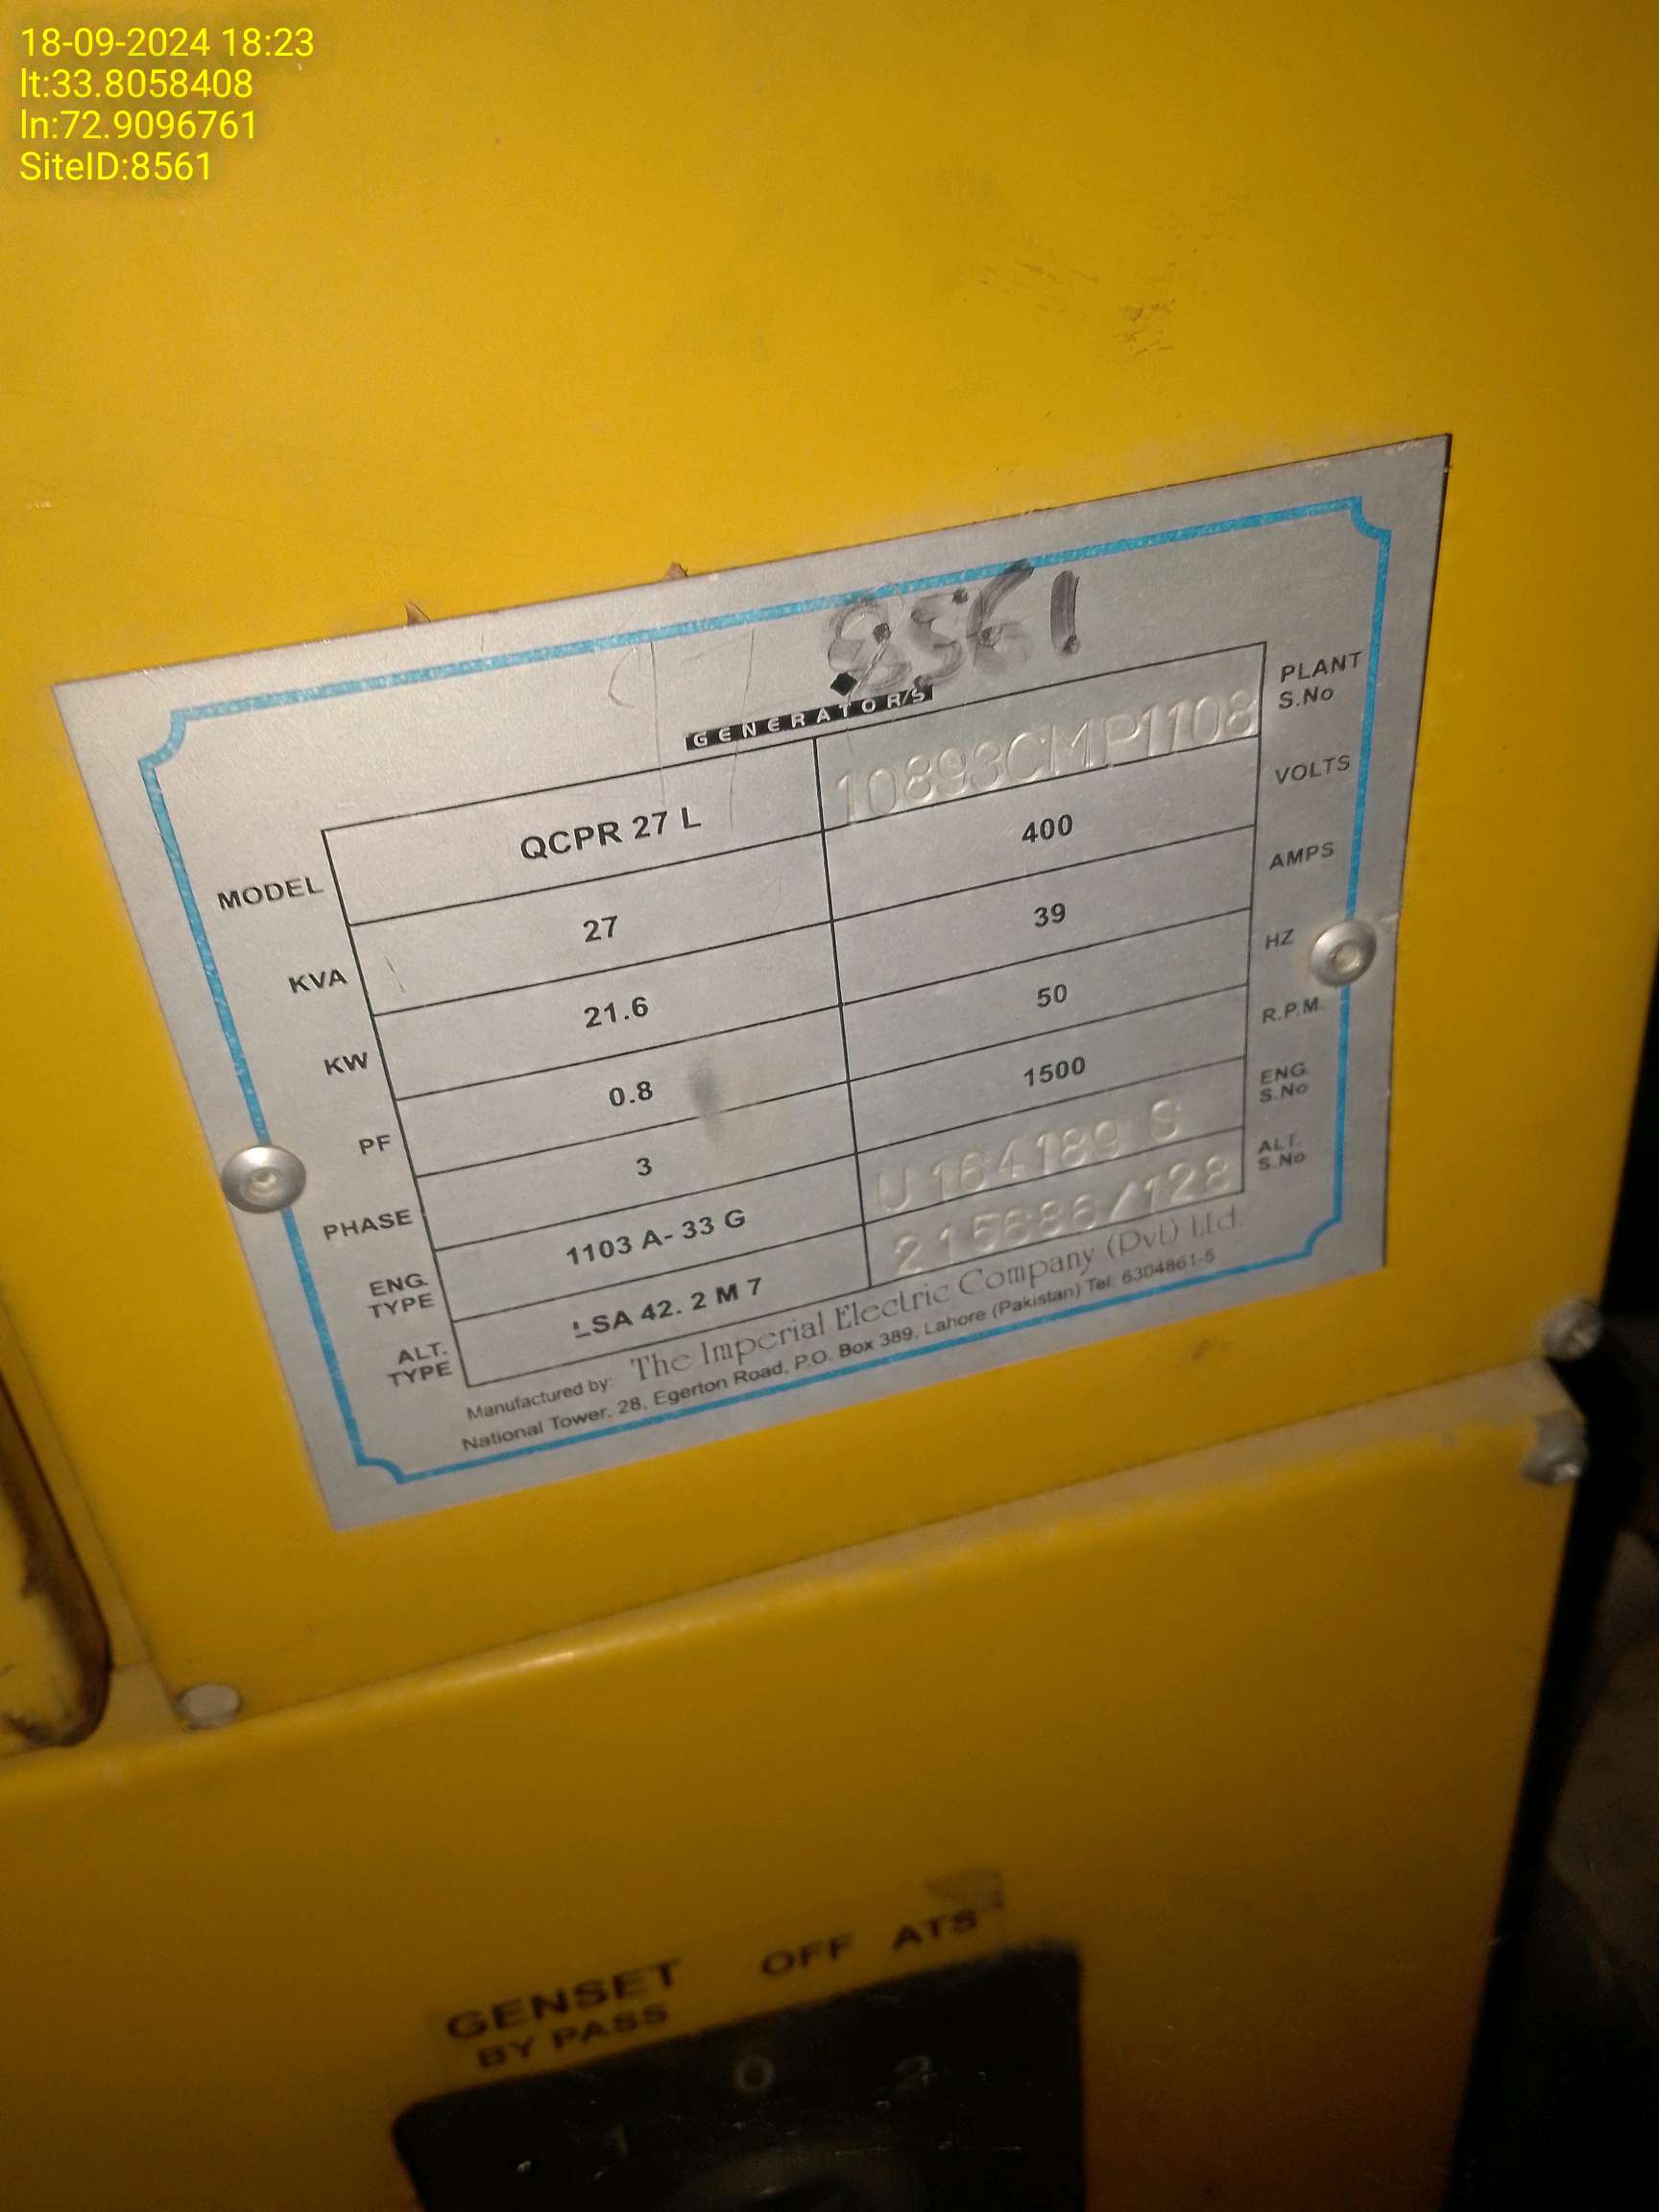 18-09-2024 18:23
lt:33.8058408
ln:72.9096761
SiteID:8561
8561
GENERATOR/S
MODEL QCPR 27 L 10893CMP1108 PLANT S.No
KVA 27 400 VOLTS
KW 21.6 39 AMPS
PF 0.8 50 HZ
PHASE 3 1500 R.P.M.
ENG. TYPE 1103 A- 33 G U164189 S ENG. S.No
ALT. TYPE LSA 42. 2 M 7 215686/128 ALT. S.No
Manufactured by: The Imperial Electric Company (Pvt) Ltd.
National Tower, 28, Egerton Road, P.O. Box 389, Lahore (Pakistan) Tel: 6304861-5
GENSET OFF ATS
BY PASS
0 2
1